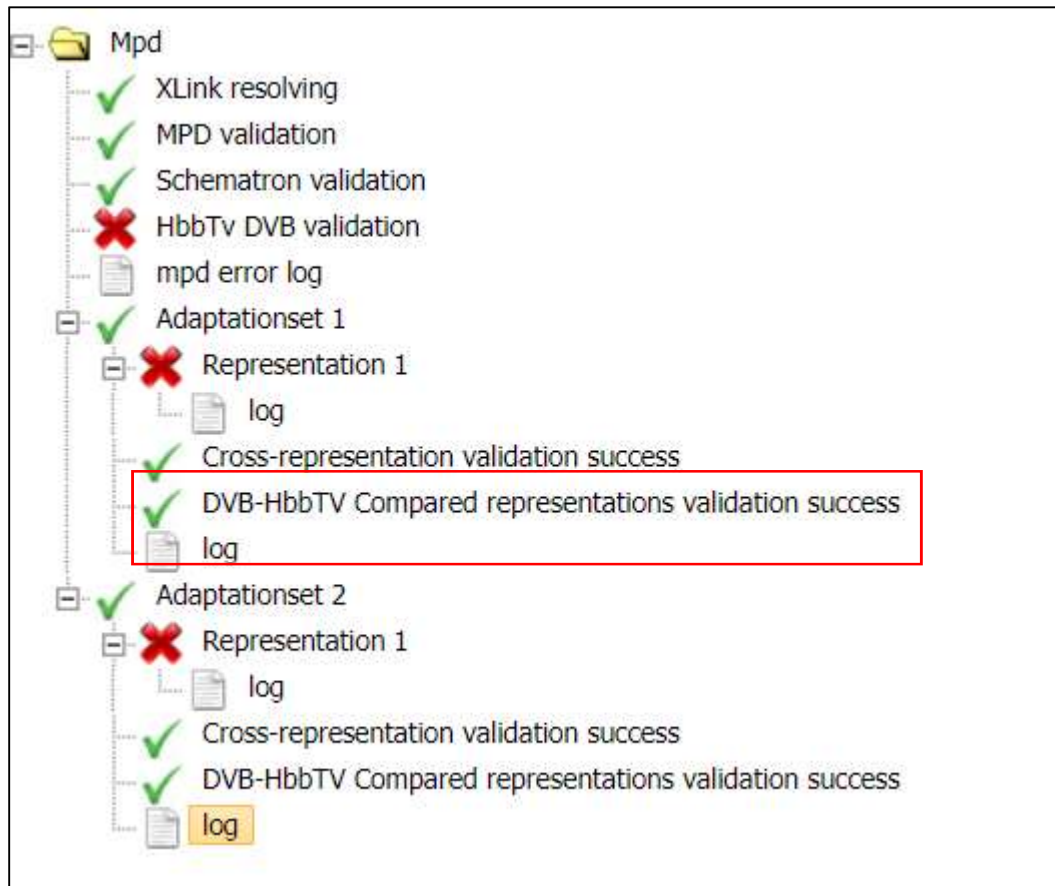 Mpd
XLink resolving
MPD validation
Schematron validation
HbbTv DVB validation
mpd error log
Adaptationset 1
Representation 1
log
Cross-representation validation success
DVB-HbbTV Compared representations validation success
log
Adaptationset 2
Representation 1
log
Cross-representation validation success
DVB-HbbTV Compared representations validation success
log